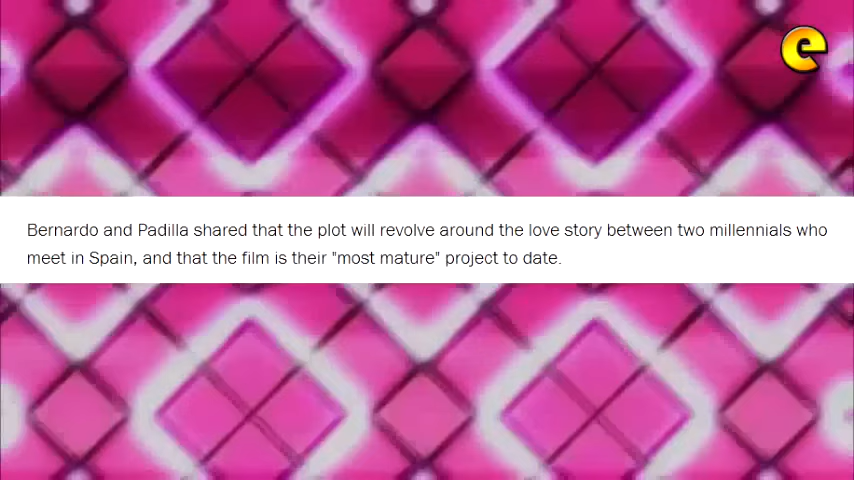 e
Bernardo and Padilla shared that the plot will revolve around the love story between two millennials who
meet in Spain, and that the film is their "most mature" project to date.